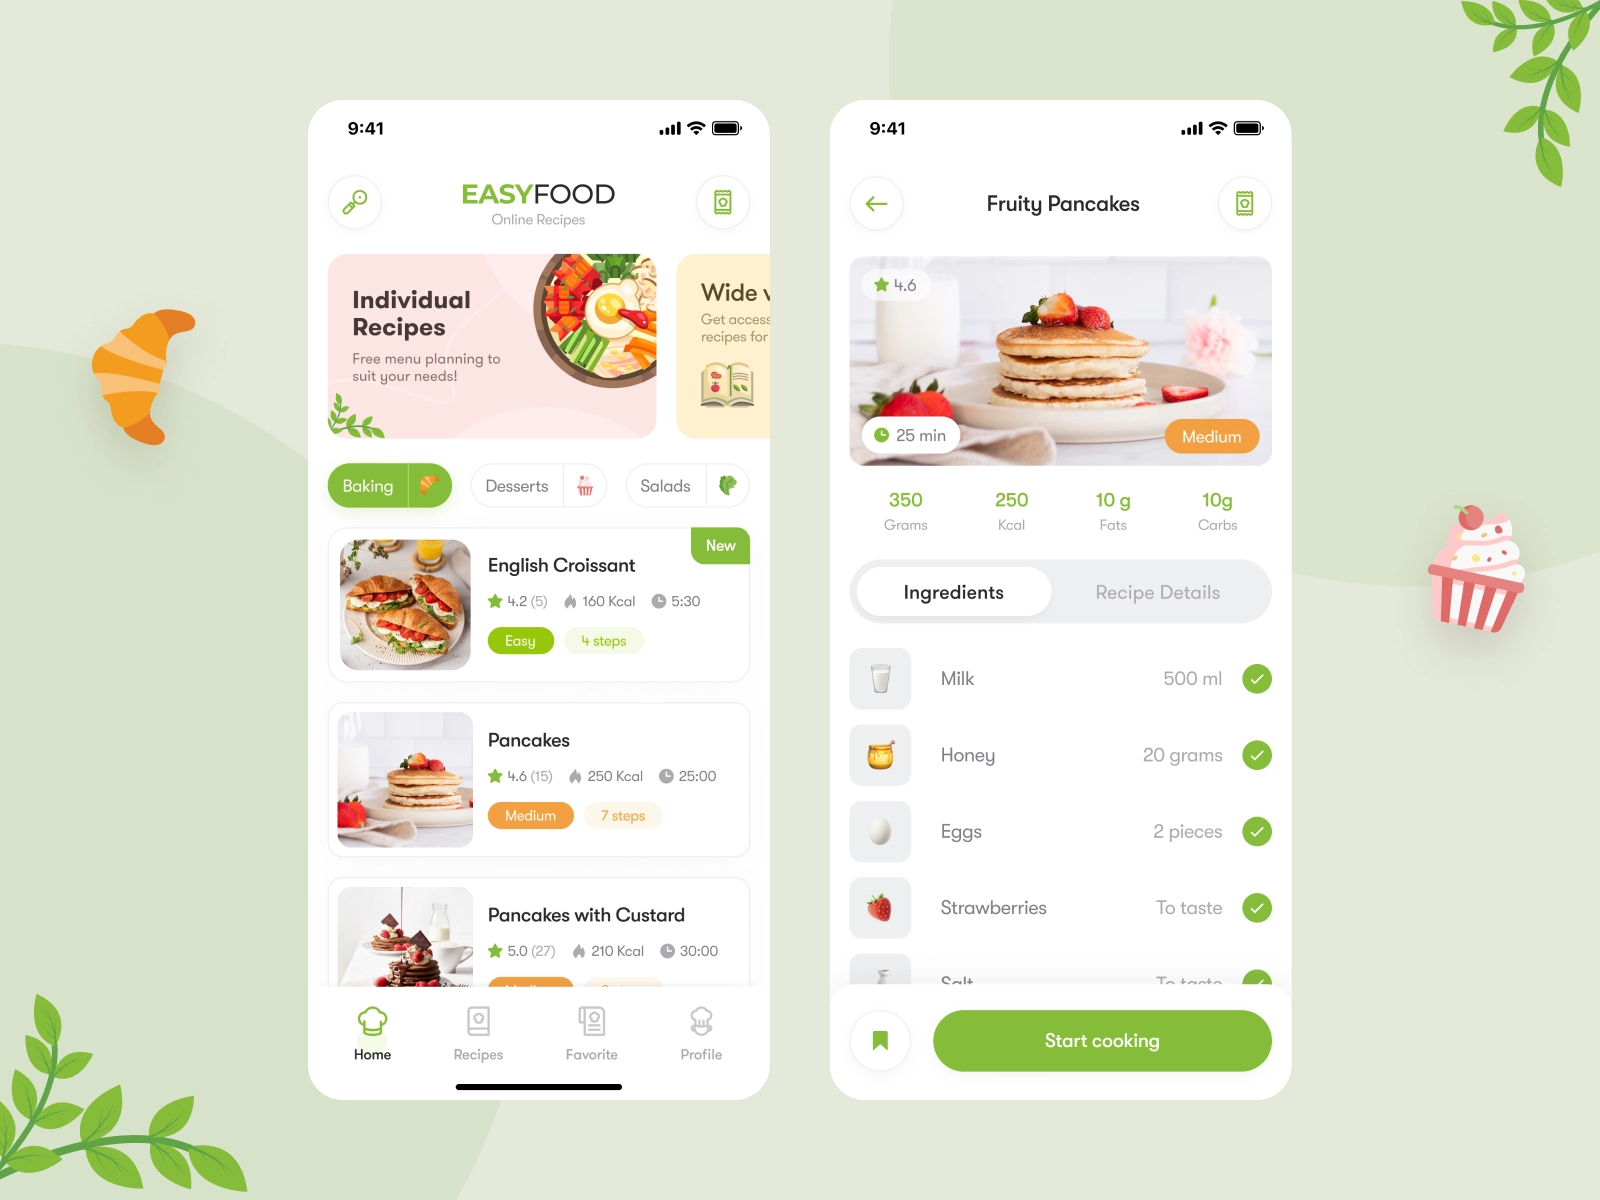 9:41
EASYFOOD
Online Recipes
Individual
Recipes
Free menu planning to
suit your needs!
Wide
Get access
recipes for
Baking
Desserts
Salads
New
English Croissant
4.2 (5)
160 Kcal
5:30
Easy
4 steps
Pancakes
4.6 (15)
250 Kcal
25:00
Medium
7 steps
Pancakes with Custard
5.0 (27)
210 Kcal
30:00
Home
Recipes
Favorite
Profile
9:41
Fruity Pancakes
4.6
25 min
Medium
350
Grams
250
Kcal
10 g
Fats
10g
Carbs
Ingredients
Recipe Details
Milk
500 ml
Honey
20 grams
Eggs
2 pieces
Strawberries
To taste
Salt
To taste
Start cooking